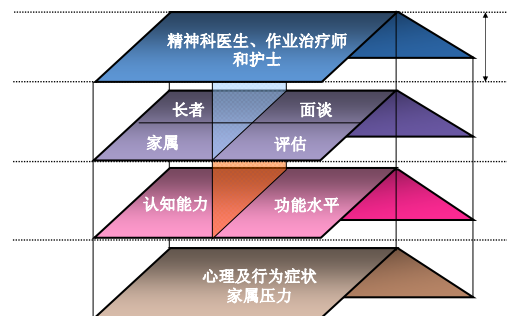 精神科医生、作业治疗师
和护士
长者
面谈
家属
评估
认知能力
功能水平
心理及行为症状
家属压力